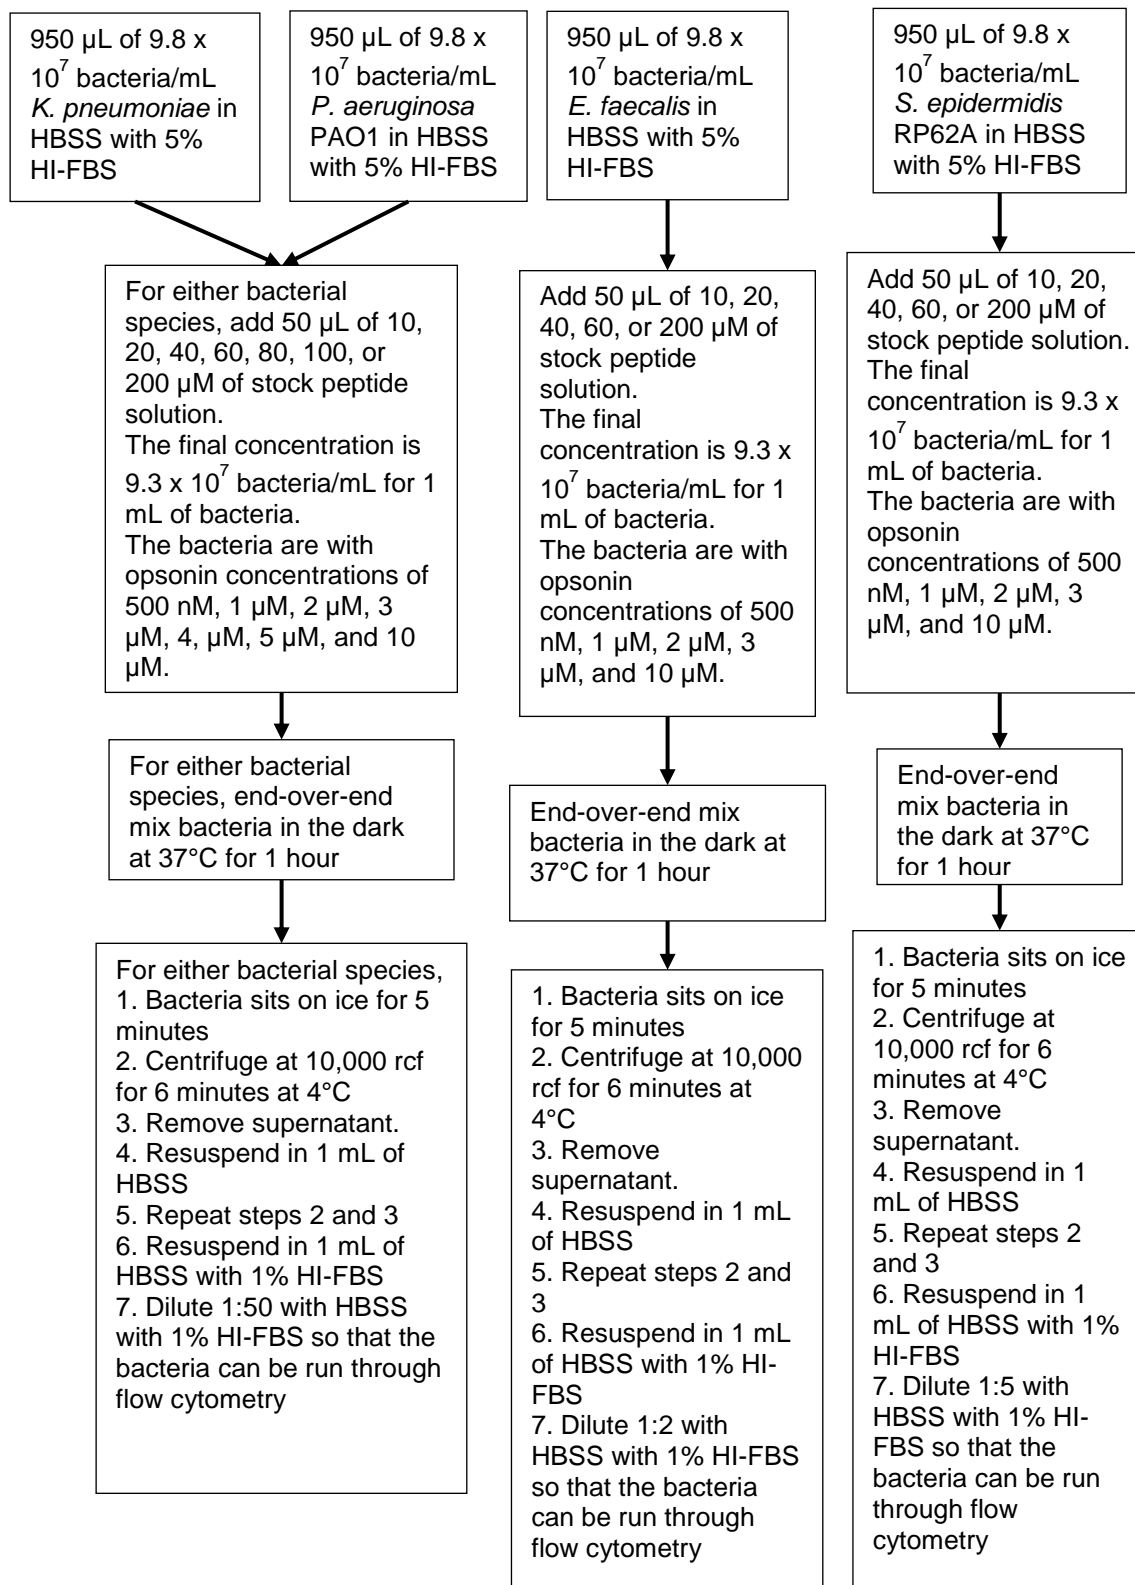 950 µL of 9.8 x
10⁷ bacteria/mL
K. pneumoniae in
HBSS with 5%
HI-FBS
950 µL of 9.8 x
10⁷ bacteria/mL
P. aeruginosa
PAO1 in HBSS
with 5% HI-FBS
950 µL of 9.8 x
10⁷ bacteria/mL
E. faecalis in
HBSS with 5%
HI-FBS
950 µL of 9.8 x
10⁷ bacteria/mL
S. epidermidis
RP62A in HBSS
with 5% HI-FBS
For either bacterial
species, add 50 µL of 10,
20, 40, 60, 80, 100, or
200 µM of stock peptide
solution.
The final concentration is
9.3 x 10⁷ bacteria/mL for 1
mL of bacteria.
The bacteria are with
opsonin concentrations of
500 nM, 1 µM, 2 µM, 3
µM, 4, µM, 5 µM, and 10
µM.
Add 50 µL of 10, 20,
40, 60, or 200 µM of
stock peptide
solution.
The final
concentration is 9.3 x
10⁷ bacteria/mL for 1
mL of bacteria.
The bacteria are with
opsonin
concentrations of 500
nM, 1 µM, 2 µM, 3
µM, and 10 µM.
Add 50 µL of 10, 20,
40, 60, or 200 µM of
stock peptide solution.
The final
concentration is 9.3 x
10⁷ bacteria/mL for 1
mL of bacteria.
The bacteria are with
opsonin
concentrations of 500
nM, 1 µM, 2 µM, 3
µM, and 10 µM.
For either bacterial
species, end-over-end
mix bacteria in the dark
at 37°C for 1 hour
End-over-end mix
bacteria in the dark at
37°C for 1 hour
End-over-end
mix bacteria in
the dark at 37°C
for 1 hour
For either bacterial species,
1. Bacteria sits on ice for 5
minutes
2. Centrifuge at 10,000 rcf
for 6 minutes at 4°C
3. Remove supernatant.
4. Resuspend in 1 mL of
HBSS
5. Repeat steps 2 and 3
6. Resuspend in 1 mL of
HBSS with 1% HI-FBS
7. Dilute 1:50 with HBSS
with 1% HI-FBS so that the
bacteria can be run through
flow cytometry
1. Bacteria sits on ice
for 5 minutes
2. Centrifuge at 10,000
rcf for 6 minutes at
4°C
3. Remove
supernatant.
4. Resuspend in 1 mL
of HBSS
5. Repeat steps 2 and
3
6. Resuspend in 1 mL
of HBSS with 1% HI-
FBS
7. Dilute 1:2 with
HBSS with 1% HI-FBS
so that the bacteria
can be run through
flow cytometry
1. Bacteria sits on ice
for 5 minutes
2. Centrifuge at
10,000 rcf for 6
minutes at 4°C
3. Remove
supernatant.
4. Resuspend in 1
mL of HBSS
5. Repeat steps 2
and 3
6. Resuspend in 1
mL of HBSS with 1%
HI-FBS
7. Dilute 1:5 with
HBSS with 1% HI-
FBS so that the
bacteria can be run
through flow
cytometry